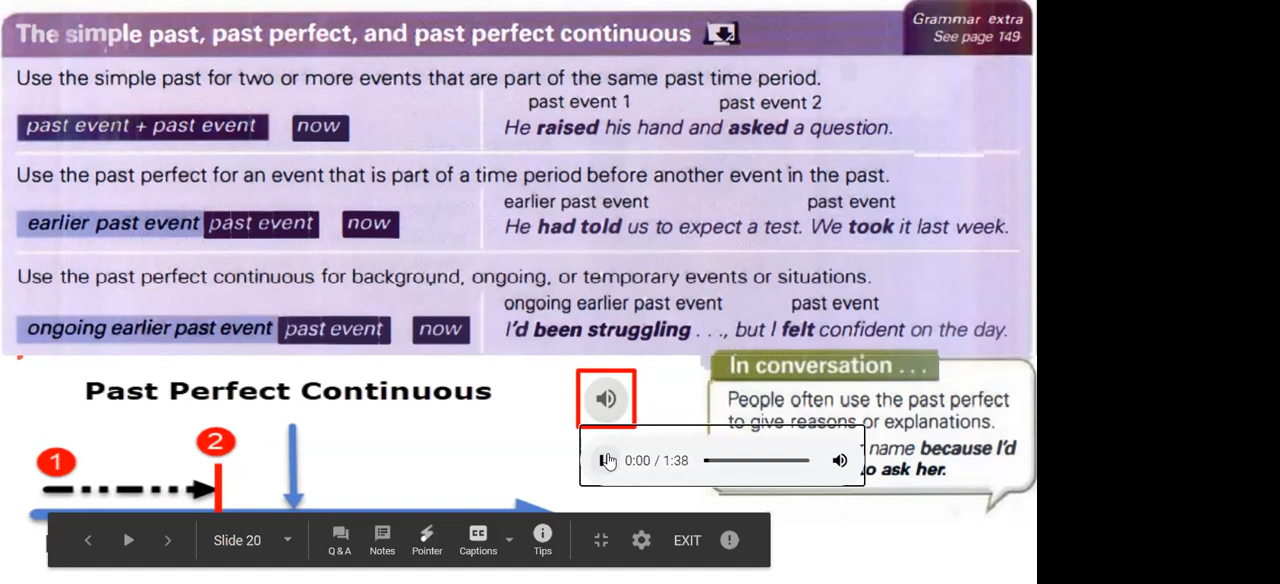 The simple past, past perfect, and past perfect continuous
Grammar extra
See page 149
Use the simple past for two or more events that are part of the same past time period.
past event 1 past event 2
past event + past event now
He raised his hand and asked a question.
Use the past perfect for an event that is part of a time period before another event in the past.
earlier past event past event
earlier past event past event now
He had told us to expect a test. We took it last week.
Use the past perfect continuous for background, ongoing, or temporary events or situations.
ongoing earlier past event past event
ongoing earlier past event past event now
I'd been struggling . . ., but I felt confident on the day.
Past Perfect Continuous
1
2
In conversation . . .
People often use the past perfect
to give reasons or explanations.
name because I'd
ask her.
0:00 / 1:38
Slide 20
Q&A
Notes
Pointer
CC
Captions
Tips
EXIT